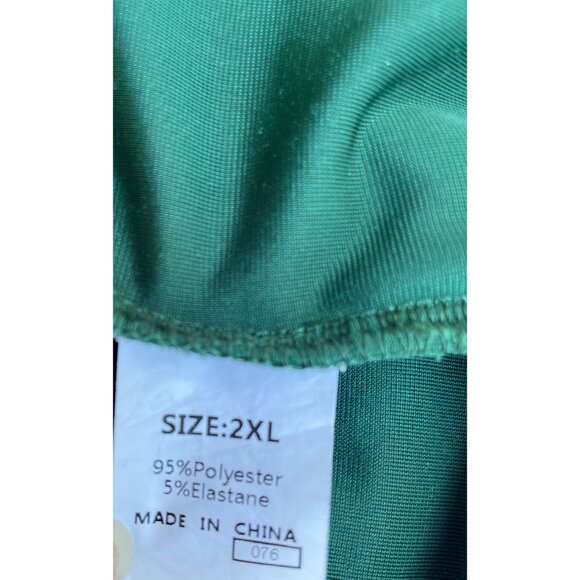 SIZE:2XL
95%Polyester
5%Elastane
MADE IN CHINA
076